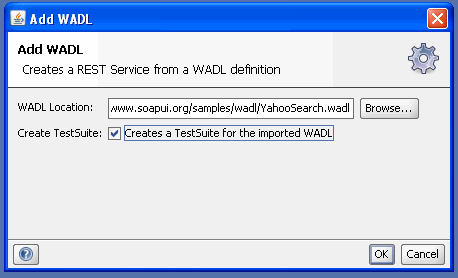 Add WADL
Add WADL
Creates a REST Service from a WADL definition
WADL Location: www.soapui.org/samples/wadl/YahooSearch.wadl Browse...
Create TestSuite: Creates a TestSuite for the imported WADL
? OK Cancel